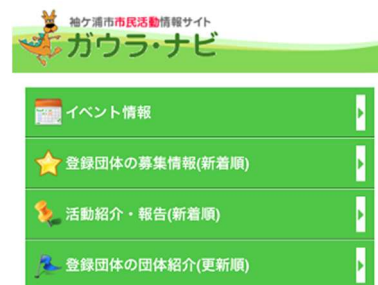 袖ケ浦市市民活動情報サイト
ガウラ・ナビ
イベント情報
登録団体の募集情報(新着順)
活動紹介・報告(新着順)
登録団体の団体紹介(更新順)